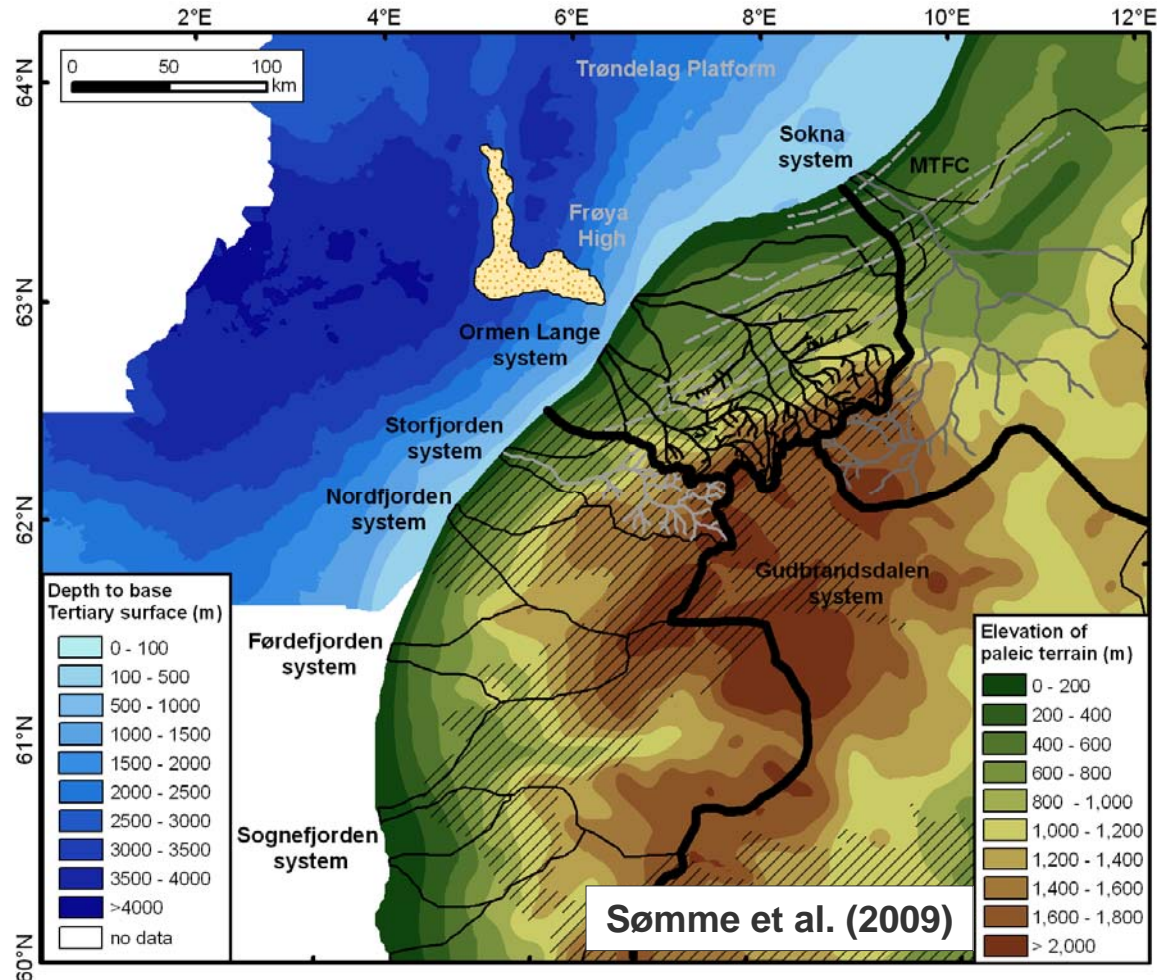 2°E
4°E
6°E
8°E
10°E
12°E
64°N
63°N
62°N
61°N
60°N
0 50 100
km
Trøndelag Platform
Sokna
system
MTFC
Frøya
High
Ormen Lange
system
Storfjorden
system
Nordfjorden
system
Gudbrandsdalen
system
Førdefjorden
system
Sognefjorden
system
Depth to base
Tertiary surface (m)
0 - 100
100 - 500
500 - 1000
1000 - 1500
1500 - 2000
2000 - 2500
2500 - 3000
3000 - 3500
3500 - 4000
>4000
no data
Elevation of
paleic terrain (m)
0 - 200
200 - 400
400 - 600
600 - 800
800 - 1,000
1,000 - 1,200
1,200 - 1,400
1,400 - 1,600
1,600 - 1,800
> 2,000
Sømme et al. (2009)